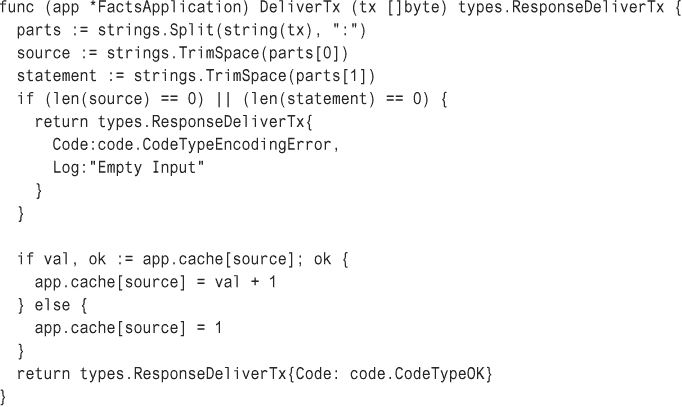 func (app *FactsApplication) DeliverTx (tx []byte) types.ResponseDeliverTx {
  parts := strings.Split(string(tx), ":")
  source := strings.TrimSpace(parts[0])
  statement := strings.TrimSpace(parts[1])
  if (len(source) == 0) || (len(statement) == 0) {
    return types.ResponseDeliverTx{
      Code:code.CodeTypeEncodingError,
      Log:"Empty Input"
    }
  }

  if val, ok := app.cache[source]; ok {
    app.cache[source] = val + 1
  } else {
    app.cache[source] = 1
  }
  return types.ResponseDeliverTx{Code: code.CodeTypeOK}
}